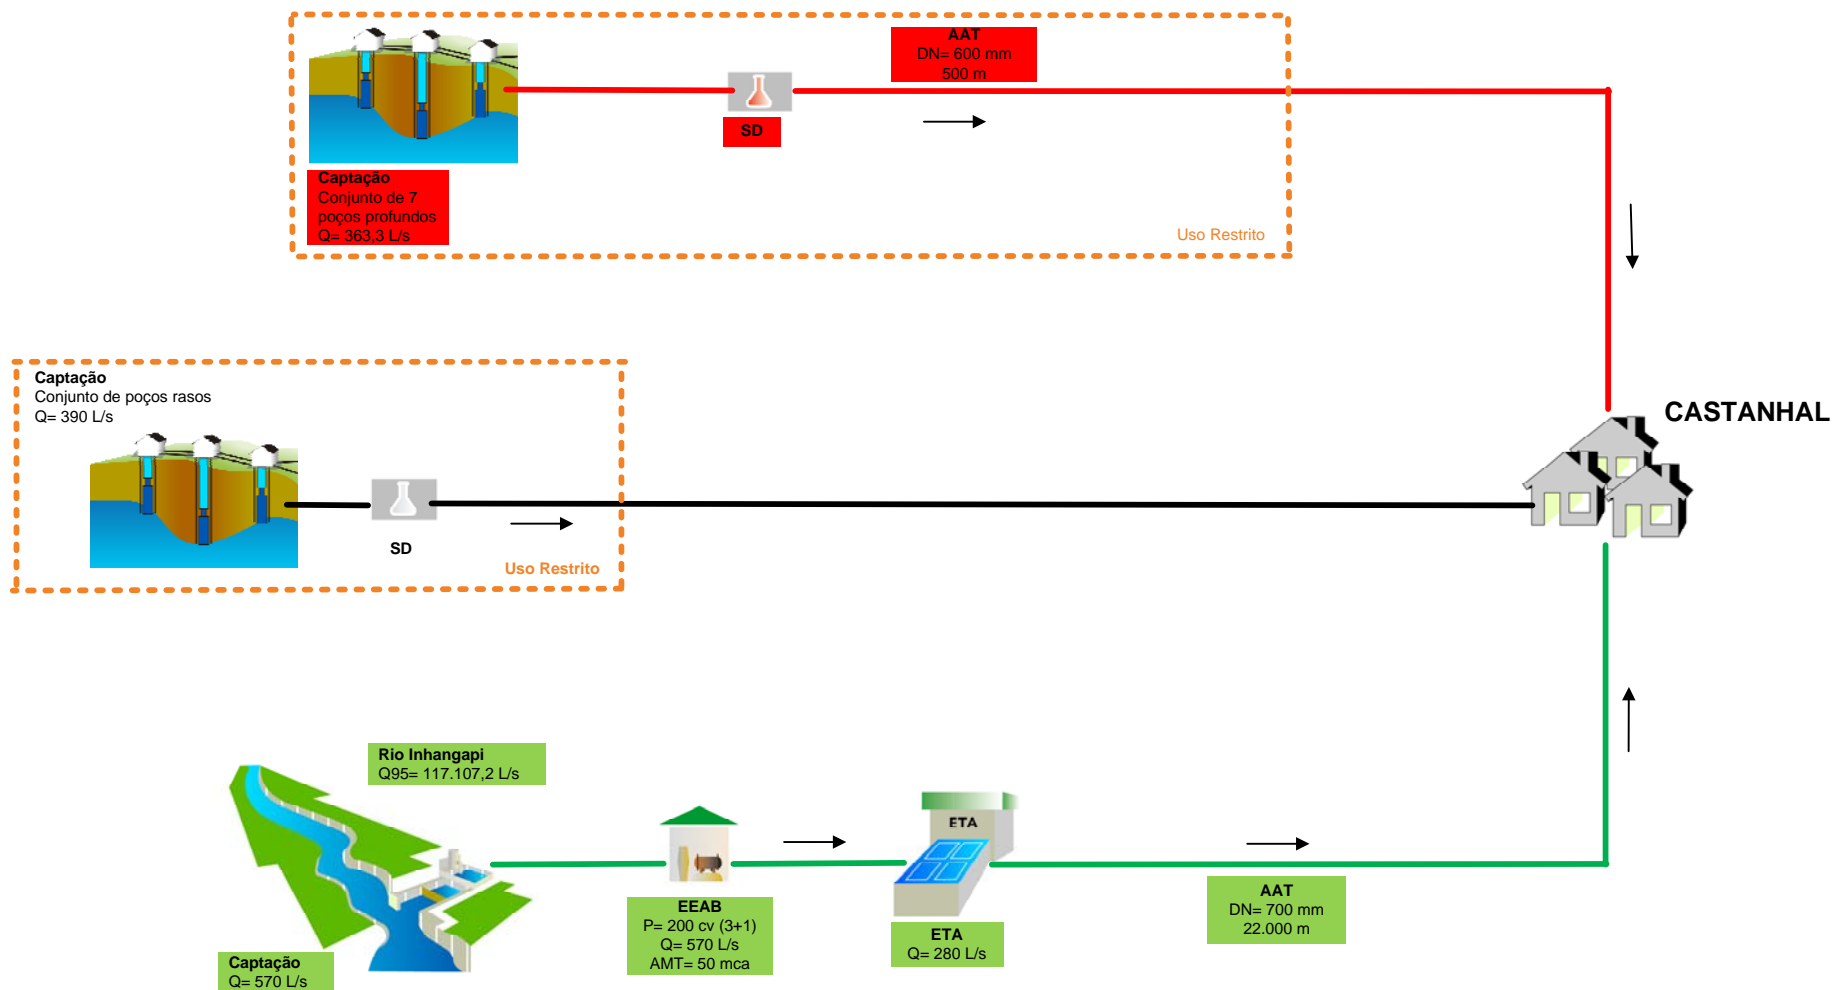 AAT
DN= 600 mm
500 m
SD
Captação
Conjunto de 7
poços profundos
Q= 363,3 L/s
Uso Restrito
Captação
Conjunto de poços rasos
Q= 390 L/s
SD
Uso Restrito
CASTANHAL
Rio Inhangapi
Q95= 117.107,2 L/s
Captação
Q= 570 L/s
EEAB
P= 200 cv (3+1)
Q= 570 L/s
AMT= 50 mca
ETA
ETA
Q= 280 L/s
AAT
DN= 700 mm
22.000 m